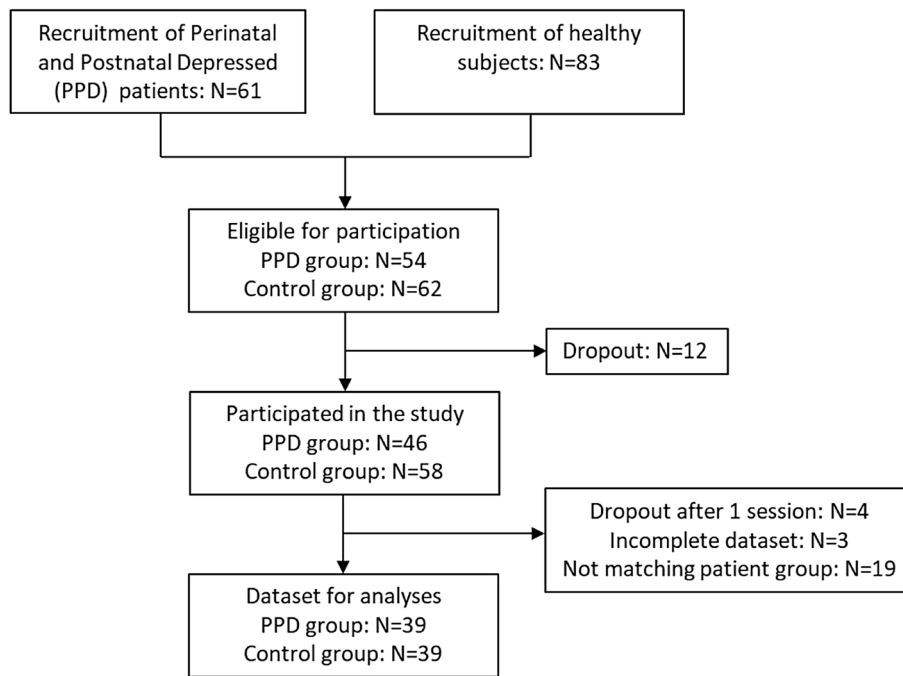 Recruitment of Perinatal
and Postnatal Depressed
(PPD) patients: N=61
Recruitment of healthy
subjects: N=83
Eligible for participation
PPD group: N=54
Control group: N=62
Dropout: N=12
Participated in the study
PPD group: N=46
Control group: N=58
Dropout after 1 session: N=4
Incomplete dataset: N=3
Not matching patient group: N=19
Dataset for analyses
PPD group: N=39
Control group: N=39